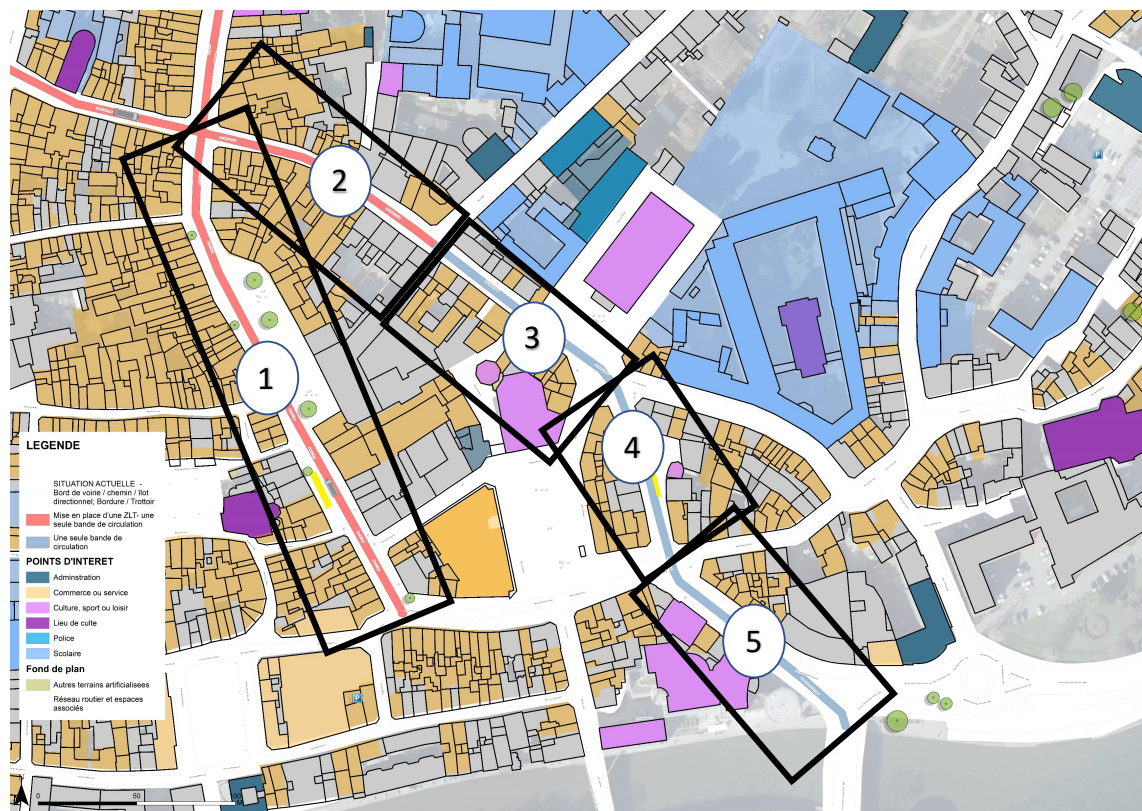 2
P
3
1
4
LEGENDE
SITUATION ACTUELLE -
Bord de voirie / chemin / îlot
directionnel; Bordure / Trottoir
Mise en place d'une ZLT- une
seule bande de circulation
Une seule bande de
circulation
POINTS D'INTERET
Adminstration
Commerce ou service
Culture, sport ou loisir
Lieu de culte
Police
Scolaire
Fond de plan
Autres terrains artificialisees
Réseau routier et espaces
associés
5
P
0 50 100